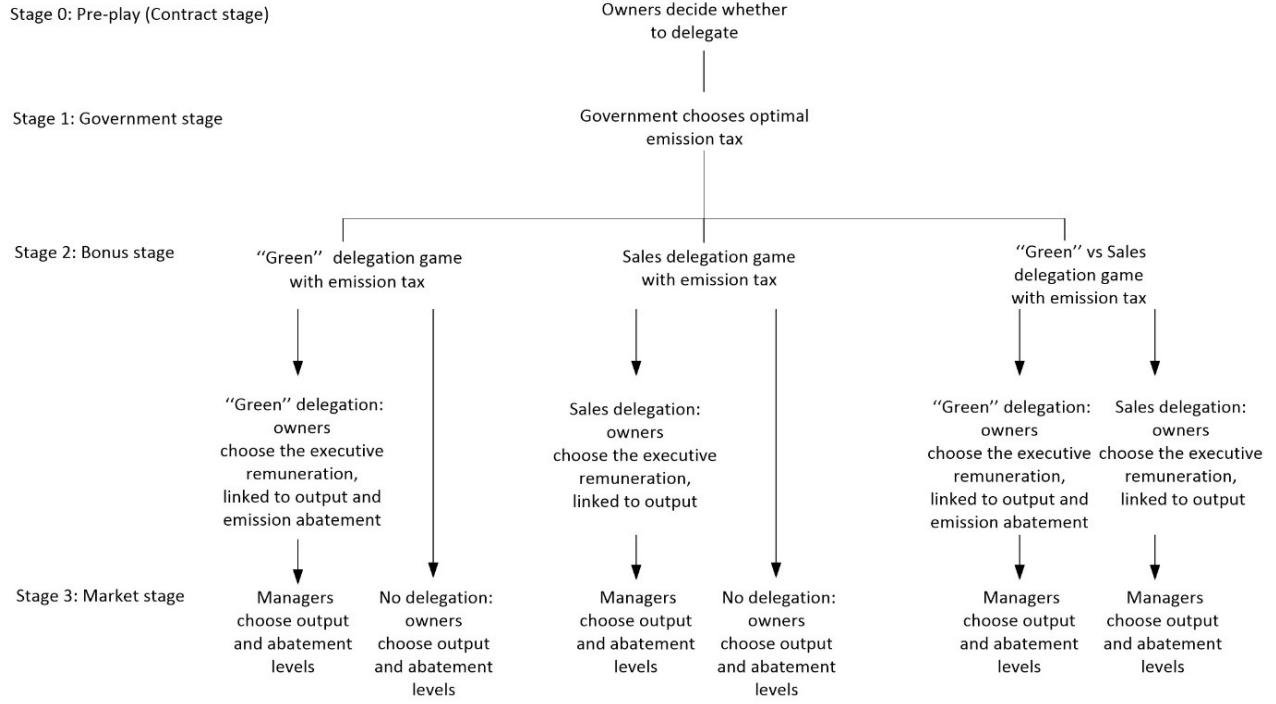 Stage 0: Pre-play (Contract stage)
Owners decide whether
to delegate
Stage 1: Government stage
Government chooses optimal
emission tax
Stage 2: Bonus stage
“Green”  delegation game
with emission tax
Sales delegation game
with emission tax
“Green” vs Sales
delegation game
with emission tax
“Green” delegation:
owners
choose the executive
remuneration,
linked to output and
emission abatement
Sales delegation:
owners
choose the executive
remuneration,
linked to output
“Green” delegation:
owners
choose the executive
remuneration,
linked to output and
emission abatement
Sales delegation:
owners
choose the executive
remuneration,
linked to output
Stage 3: Market stage
Managers
choose output
and abatement
levels
No delegation:
owners
choose output
and abatement
levels
Managers
choose output
and abatement
levels
No delegation:
owners
choose output
and abatement
levels
Managers
choose output
and abatement
levels
Managers
choose output
and abatement
levels